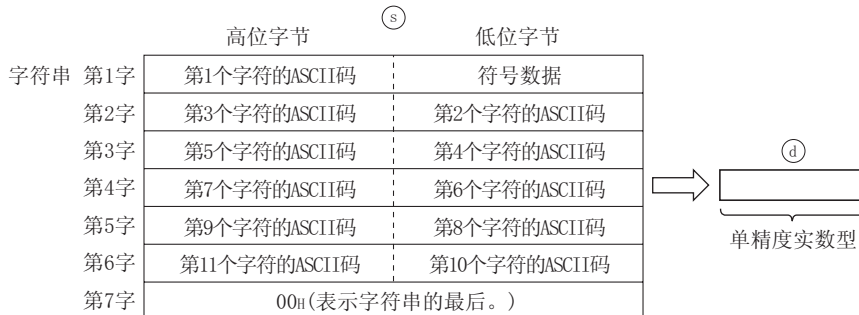 s
高位字节 低位字节
字符串 第1字 第1个字符的ASCII码 符号数据
第2字 第3个字符的ASCII码 第2个字符的ASCII码
第3字 第5个字符的ASCII码 第4个字符的ASCII码
第4字 第7个字符的ASCII码 第6个字符的ASCII码
第5字 第9个字符的ASCII码 第8个字符的ASCII码
第6字 第11个字符的ASCII码 第10个字符的ASCII码
第7字 00H(表示字符串的最后。)
d
单精度实数型